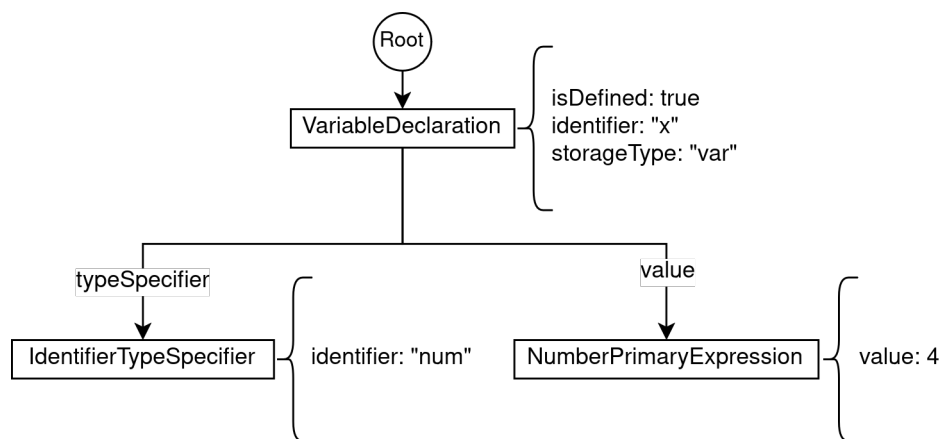 Root
VariableDeclaration
isDefined: true
identifier: "x"
storageType: "var"
typeSpecifier
value
IdentifierTypeSpecifier
identifier: "num"
NumberPrimaryExpression
value: 4